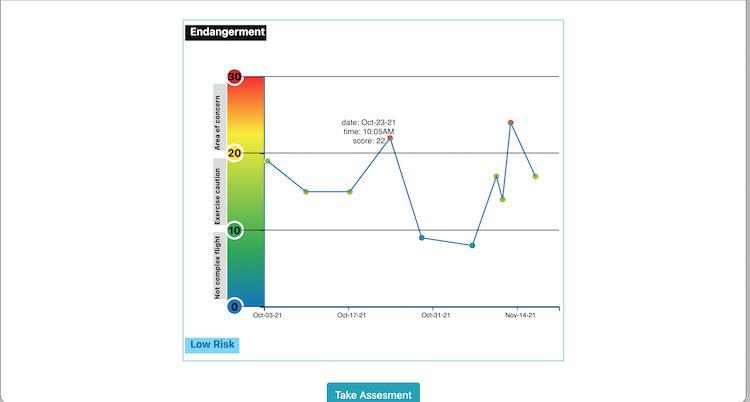 Endangerment
30
Area of concern
date: Oct-23-21
time: 10:05AM
score: 22
20
Exercise caution
10
Not complex flight
0
Oct-03-21
Oct-17-21
Oct-31-21
Nov-14-21
Low Risk
Take Assesment